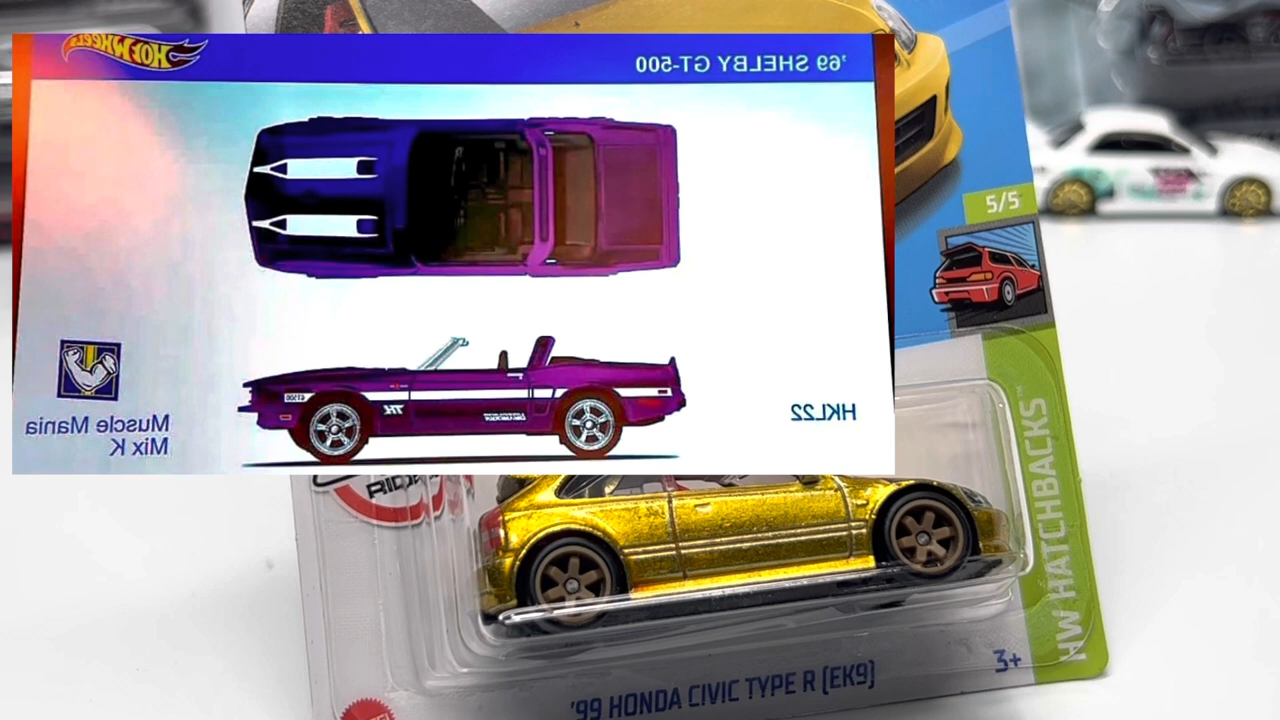 HOT WHEELS
'69 SHELBY GT-500
5/5
GT500
HKL22
Muscle Mania
Mix K
HW HATCHBACKS™
3+
'99 HONDA CIVIC TYPE R (EK9)